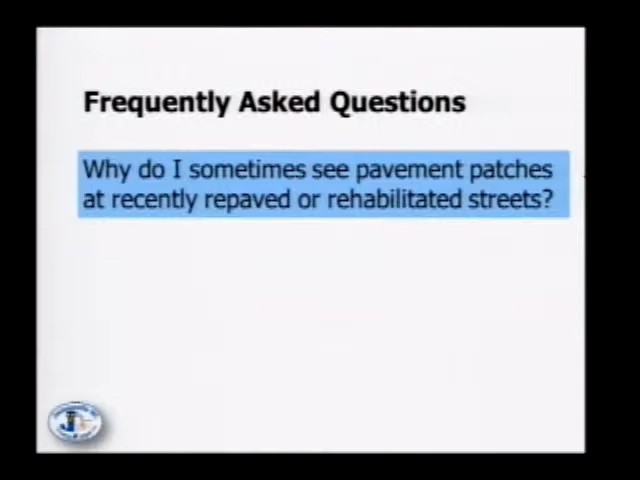 Frequently Asked Questions
Why do I sometimes see pavement patches
at recently repaved or rehabilitated streets?